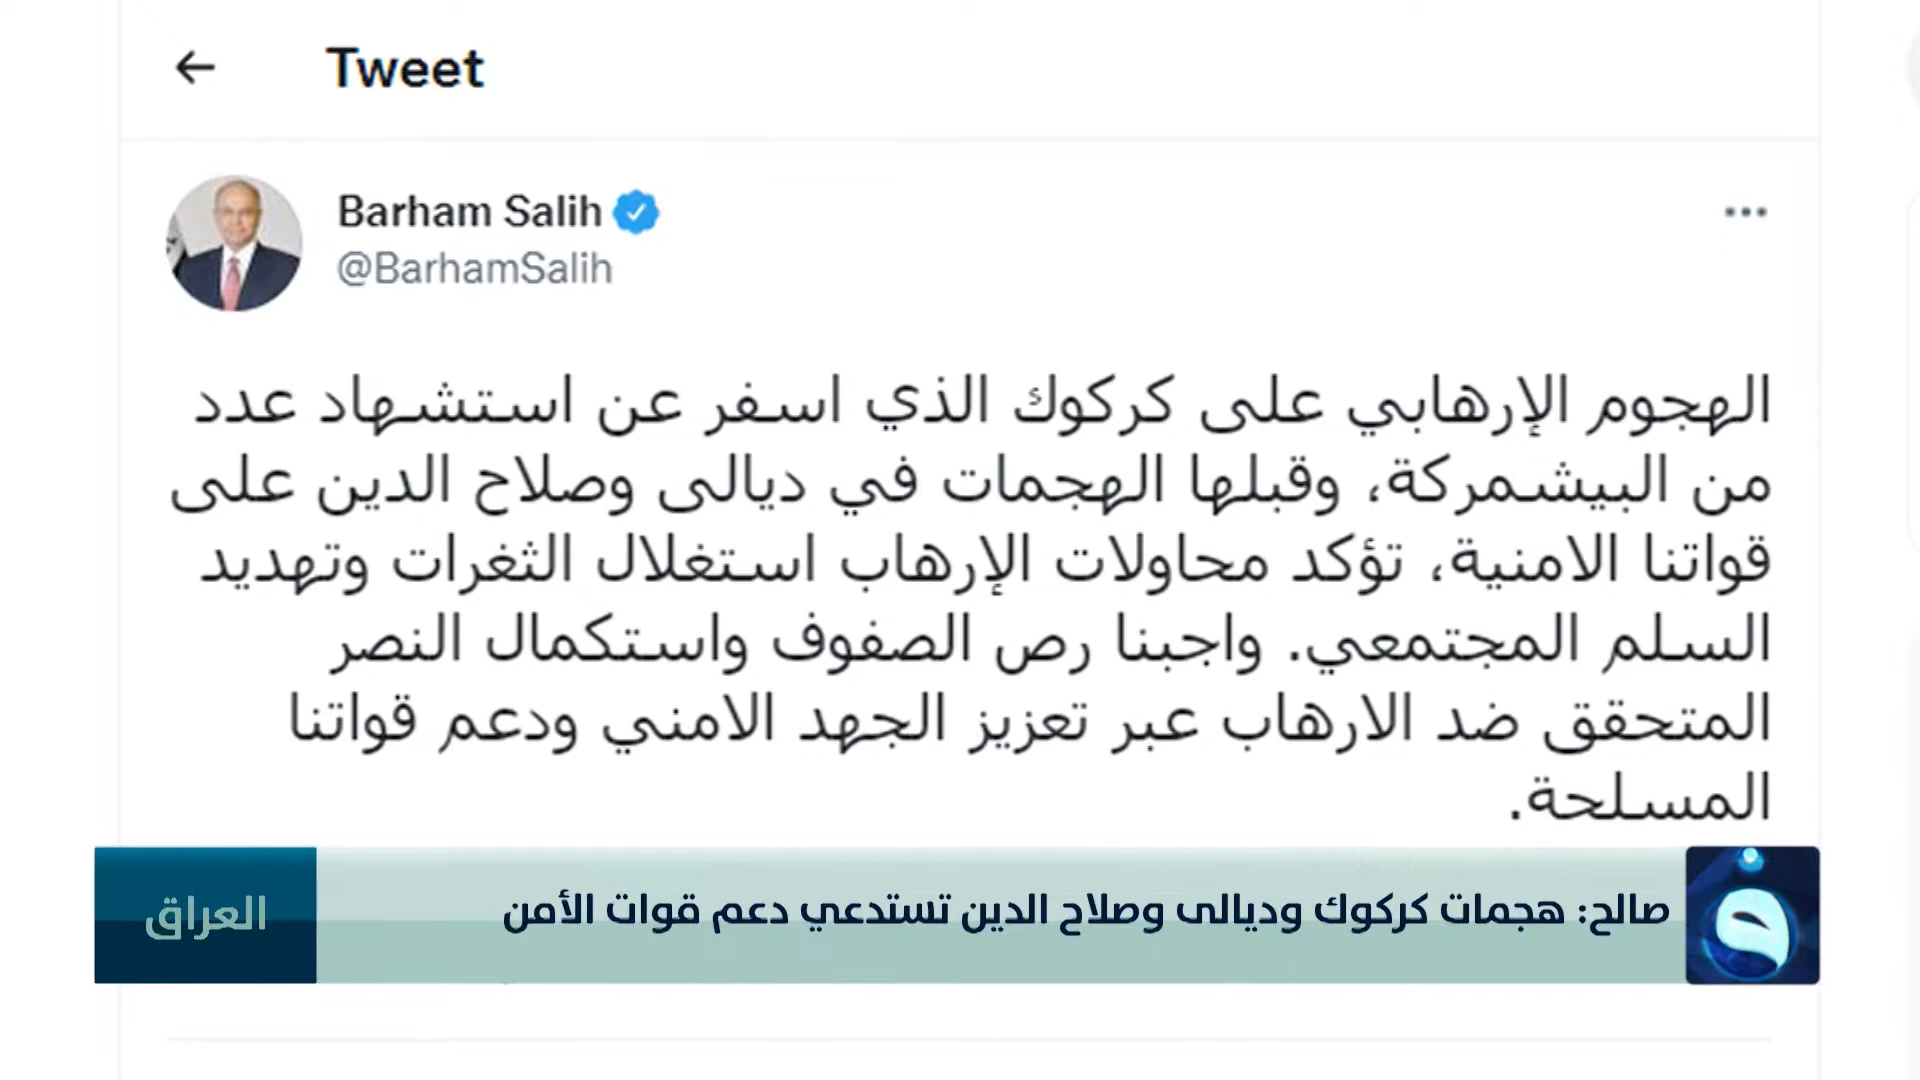 Tweet
Barham Salih
@BarhamSalih
الهجوم الإرهابي على كركوك الذي اسفر عن استشهاد عدد
من البيشمركة، وقبلها الهجمات في ديالى وصلاح الدين على
قواتنا الامنية، تؤكد محاولات الإرهاب استغلال الثغرات وتهديد
السلم المجتمعي. واجبنا رص الصفوف واستكمال النصر
المتحقق ضد الارهاب عبر تعزيز الجهد الامني ودعم قواتنا
المسلحة.
صالح: هجمات كركوك وديالى وصلاح الدين تستدعي دعم قوات الأمن
العراق